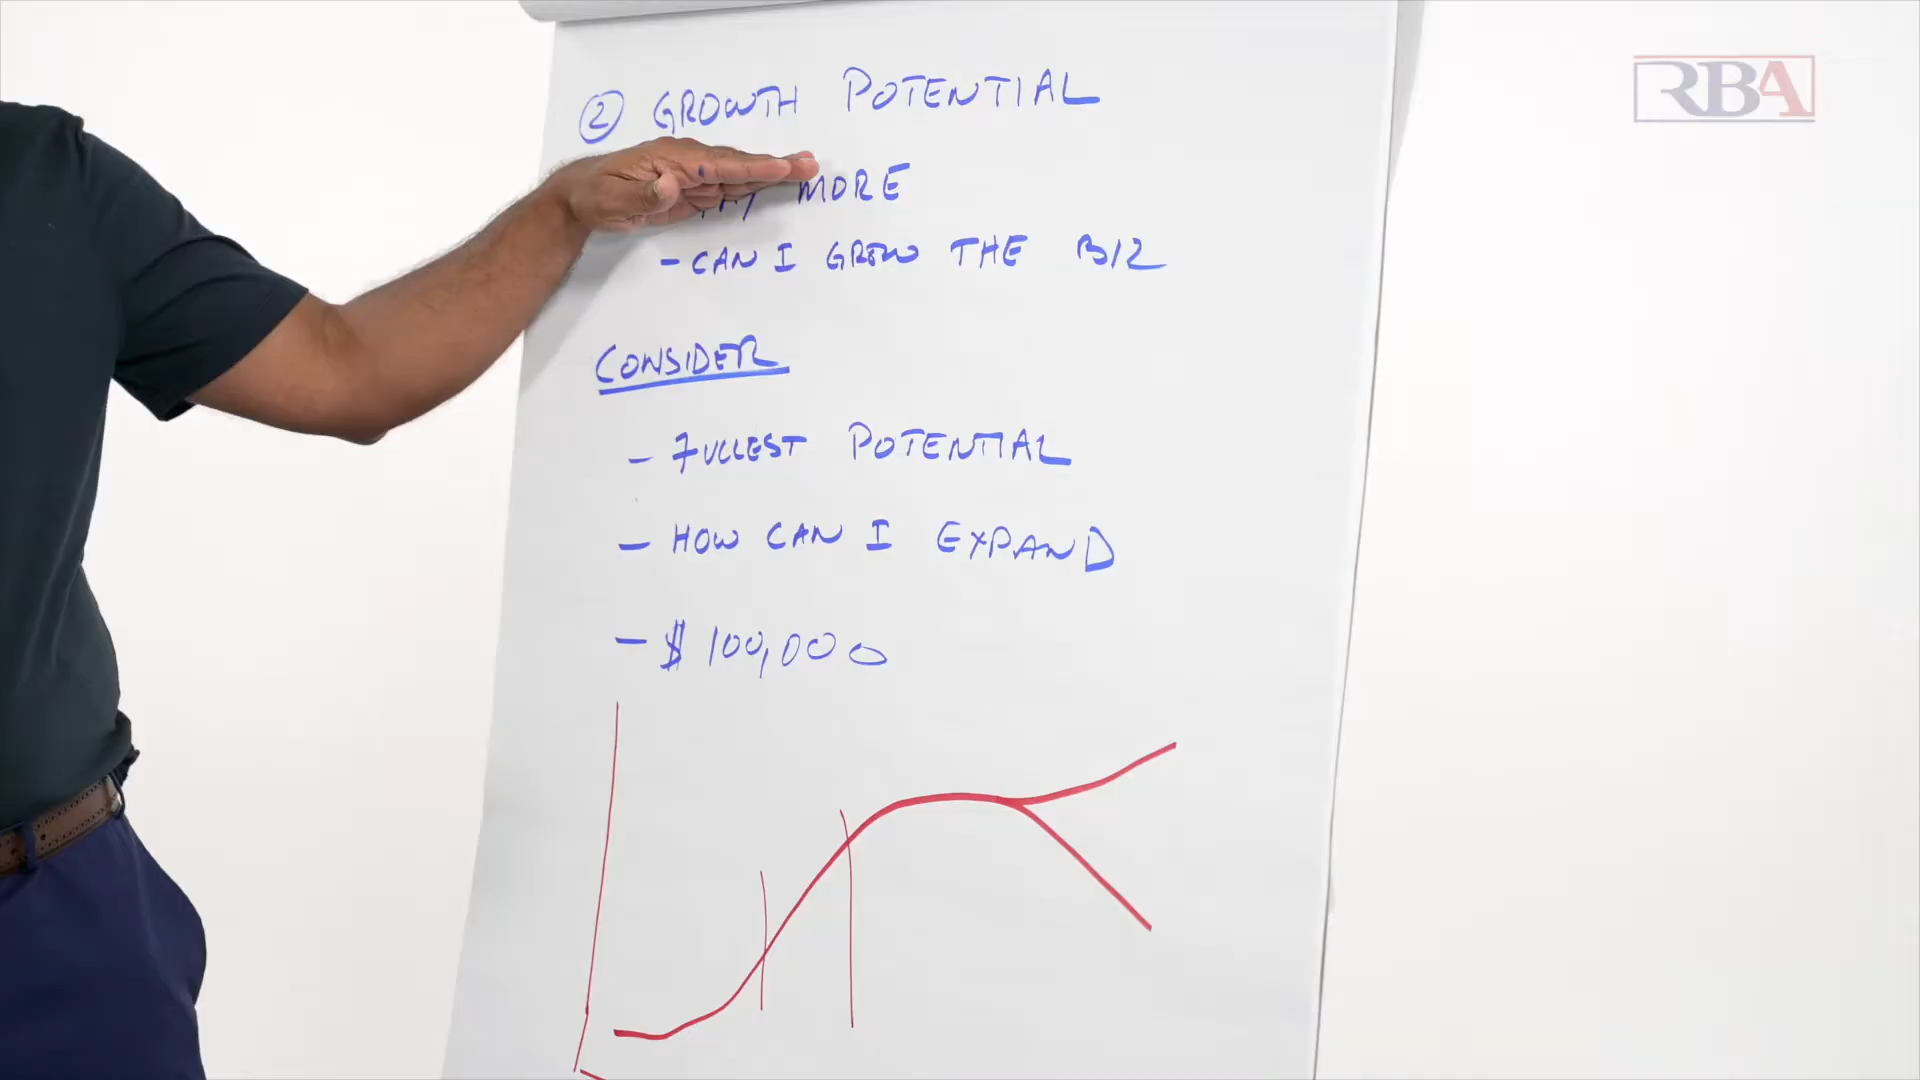 RBA
② GROWTH POTENTIAL
MORE
- CAN I GROW THE BIZ
CONSIDER
- FULLEST POTENTIAL
- HOW CAN I EXPAND
- $ 100,000